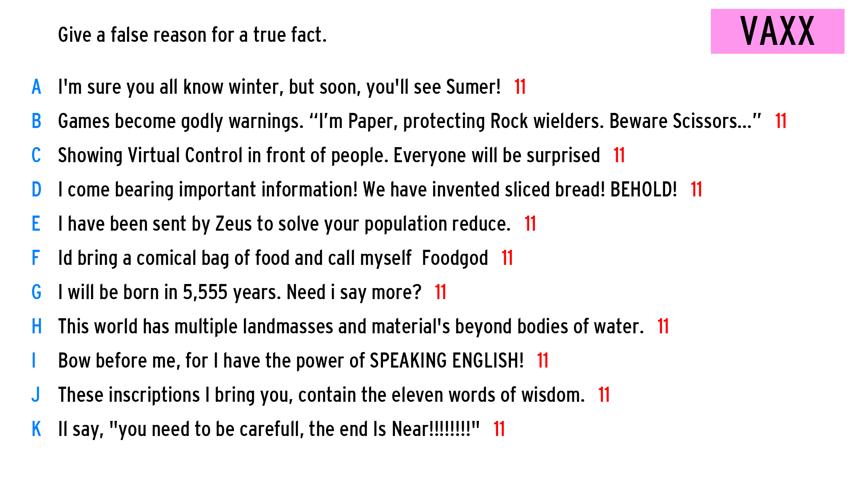 Give a false reason for a true fact.
VAXX
A I'm sure you all know winter, but soon, you'll see Sumer! 11
B Games become godly warnings. “I’m Paper, protecting Rock wielders. Beware Scissors...” 11
C Showing Virtual Control in front of people. Everyone will be surprised 11
D I come bearing important information! We have invented sliced bread! BEHOLD! 11
E I have been sent by Zeus to solve your population reduce. 11
F Id bring a comical bag of food and call myself Foodgod 11
G I will be born in 5,555 years. Need i say more? 11
H This world has multiple landmasses and material's beyond bodies of water. 11
I Bow before me, for I have the power of SPEAKING ENGLISH! 11
J These inscriptions I bring you, contain the eleven words of wisdom. 11
K Il say, "you need to be carefull, the end Is Near!!!!!!!!" 11